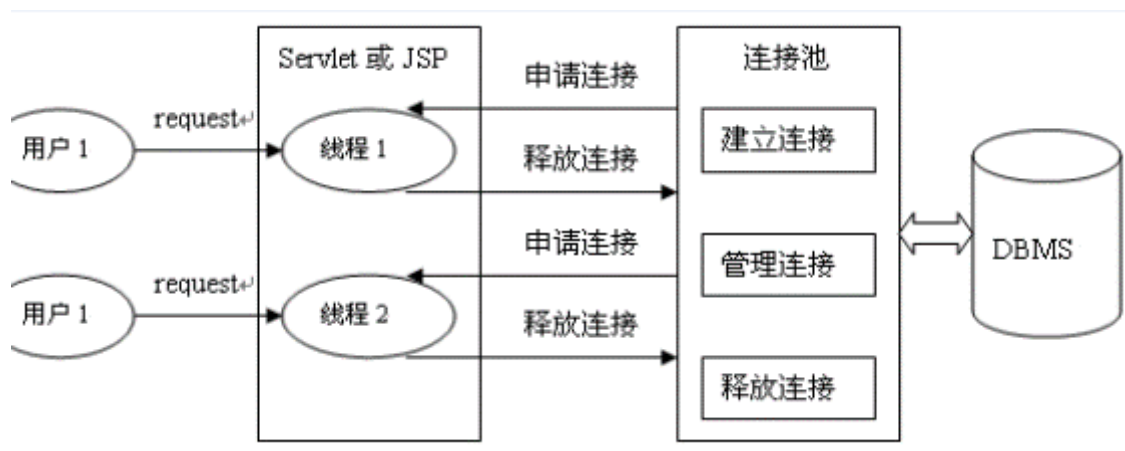 Servlet 或 JSP
连接池
申请连接
request↵
用户 1
线程 1
建立连接
释放连接
申请连接
管理连接
DBMS
request↵
用户 1
线程 2
释放连接
释放连接